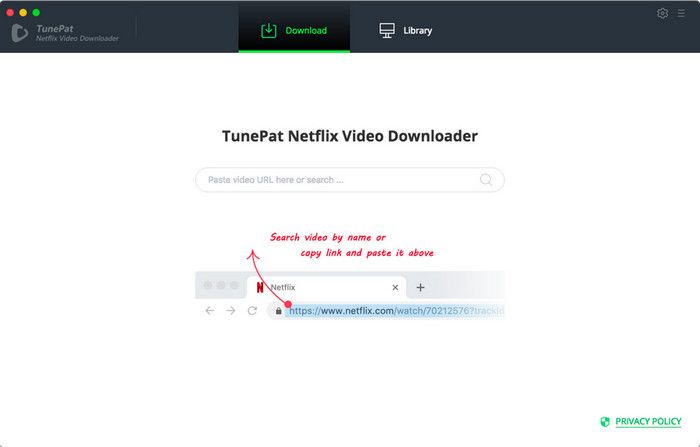 TunePat
Netflix Video Downloader
Download
Library
TunePat Netflix Video Downloader
Paste video URL here or search ...
Search video by name or
copy link and paste it above
N Netflix
https://www.netflix.com/watch/70212576?trackId
PRIVACY POLICY